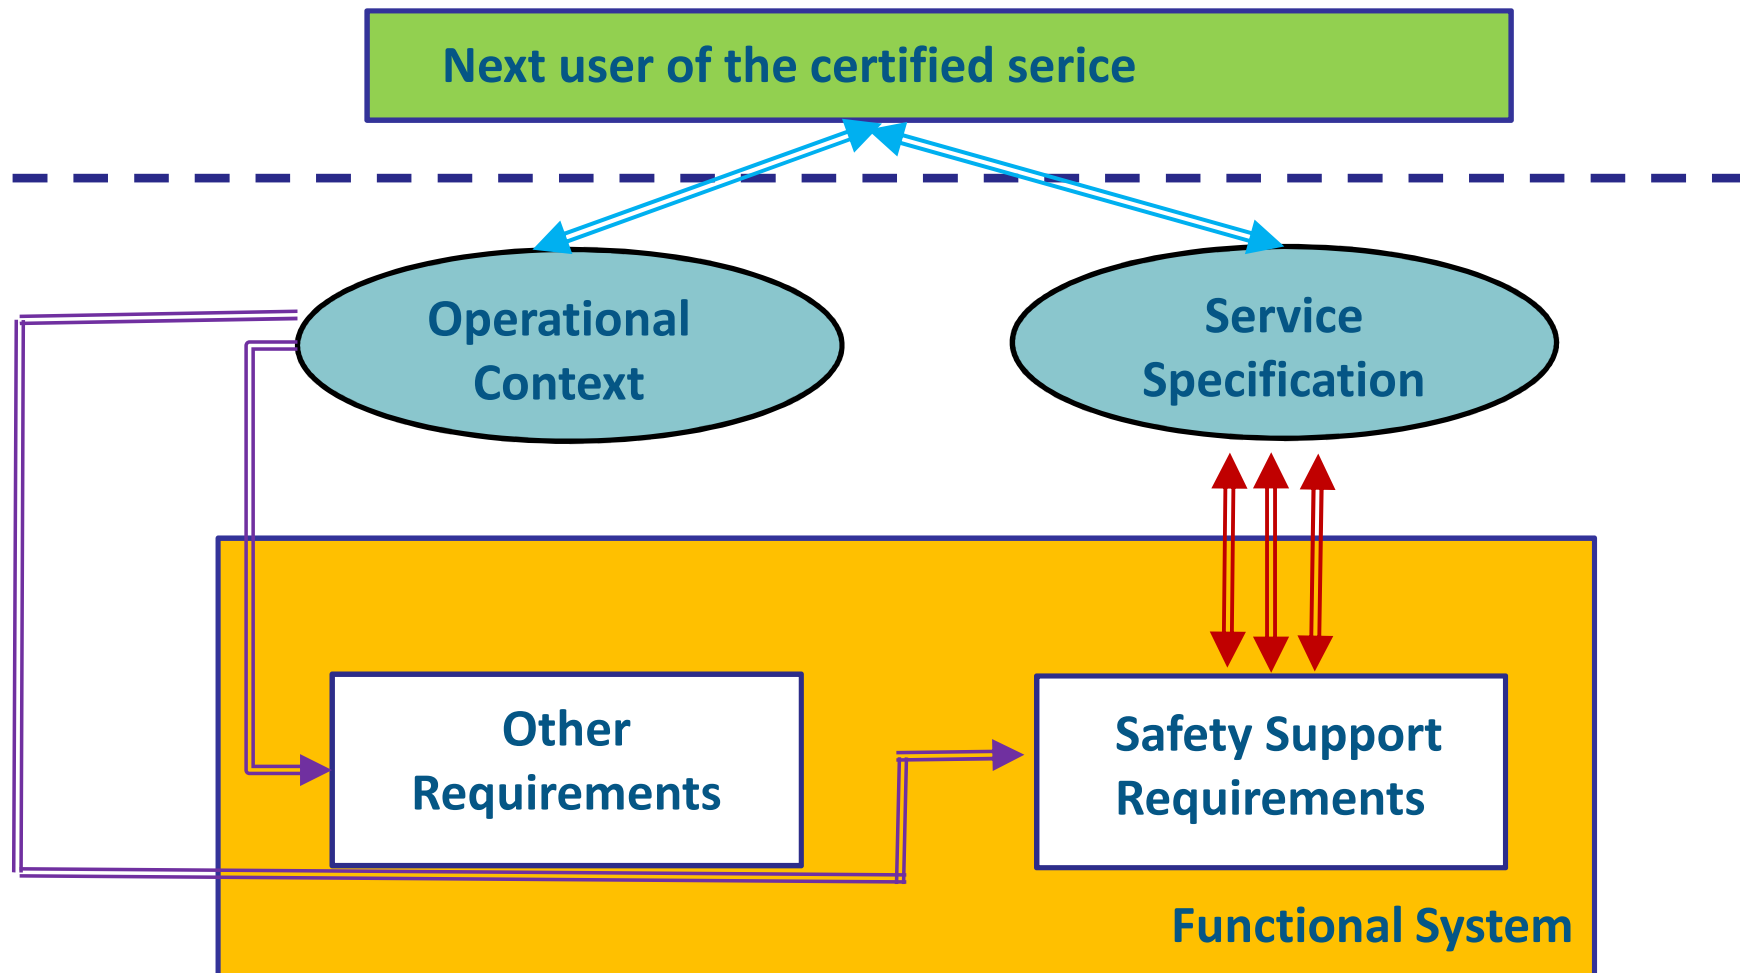 Next user of the certified serice
Operational
Context
Service
Specification
Other
Requirements
Safety Support
Requirements
Functional System